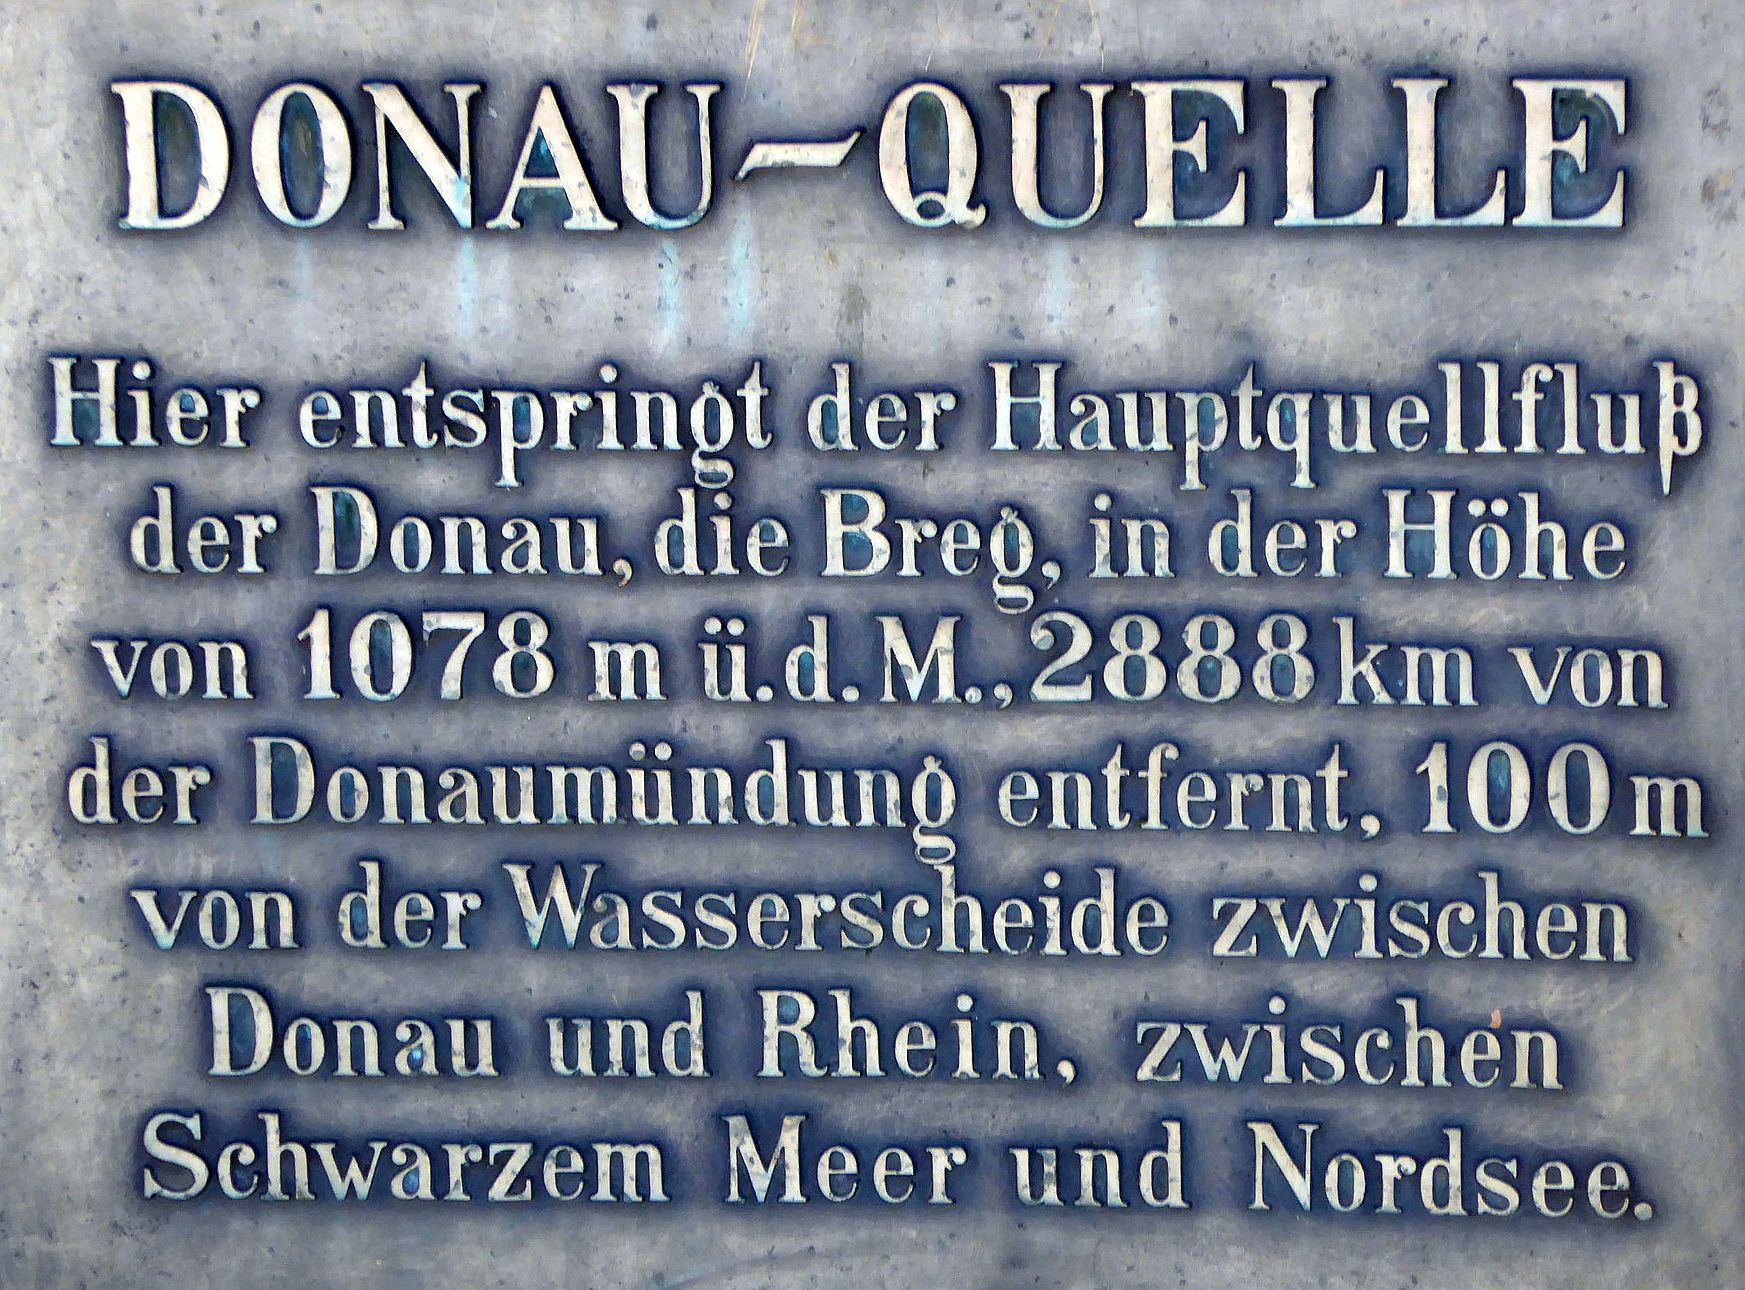 DONAU-QUELLE
Hier entspringt der Hauptquellfluß
der Donau, die Breg, in der Höhe
von 1078 m ü.d.M., 2888 km von
der Donaumündung entfernt, 100 m
von der Wasserscheide zwischen
Donau und Rhein, zwischen
Schwarzem Meer und Nordsee.